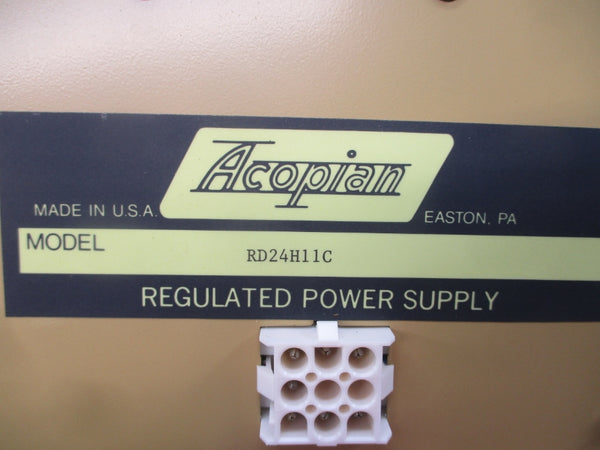 Acopian
MADE IN U.S.A.
EASTON, PA
MODEL RD24H11C
REGULATED POWER SUPPLY